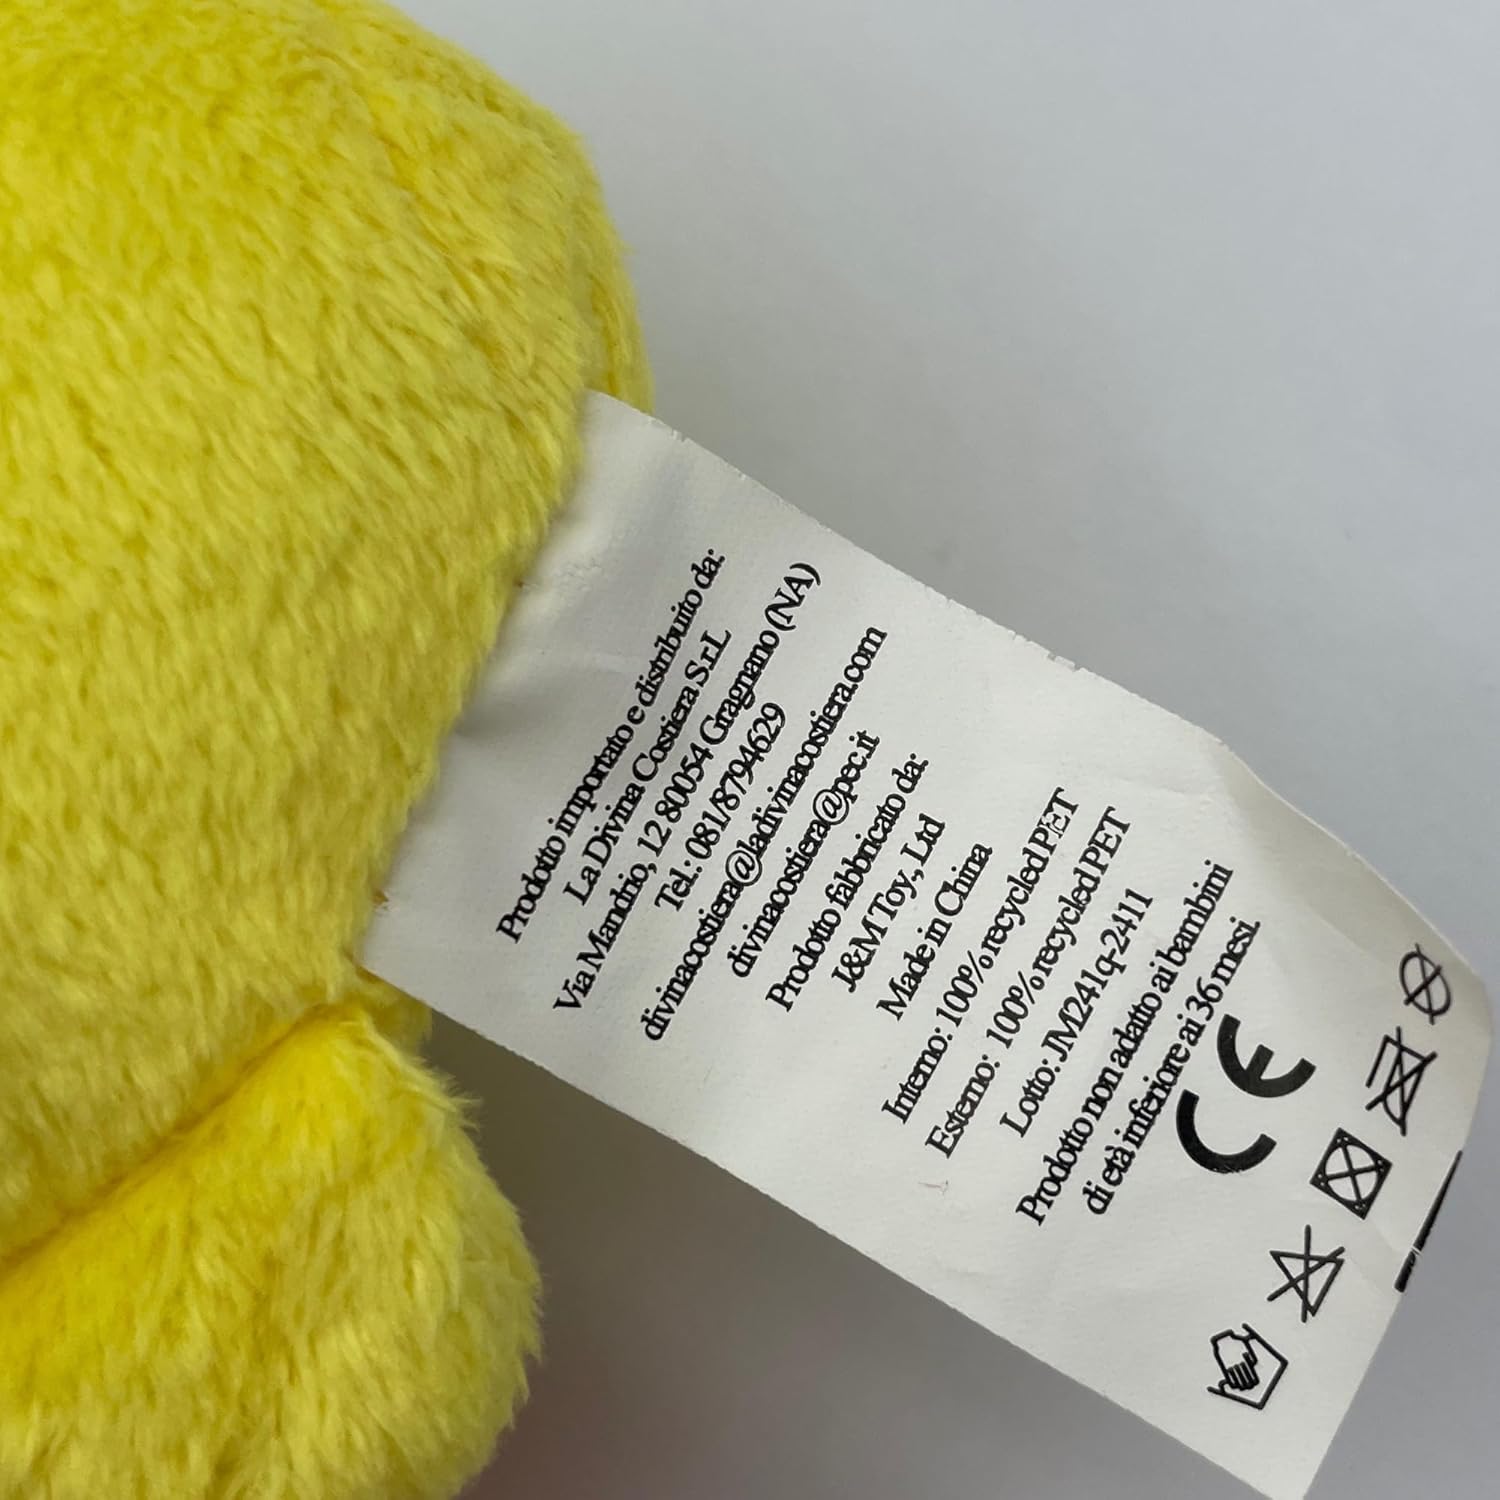 Prodotto importato e distribuito da:
La Divina Costiera S.r.L
Via Mandrio, 12 80054 Gragnano (NA)
Tel.: 081/8794629
divinacostiera@ladivinacostiera.com
divinacostiera@pec.it
Prodotto fabbricato da:
J&M Toy., Ltd
Made in China
Interno: 100% recycled PET
Esterno: 100% recycled PET
Lotto: JM241q-2411
Prodotto non adatto ai bambini
di età inferiore ai 36 mesi.
CE